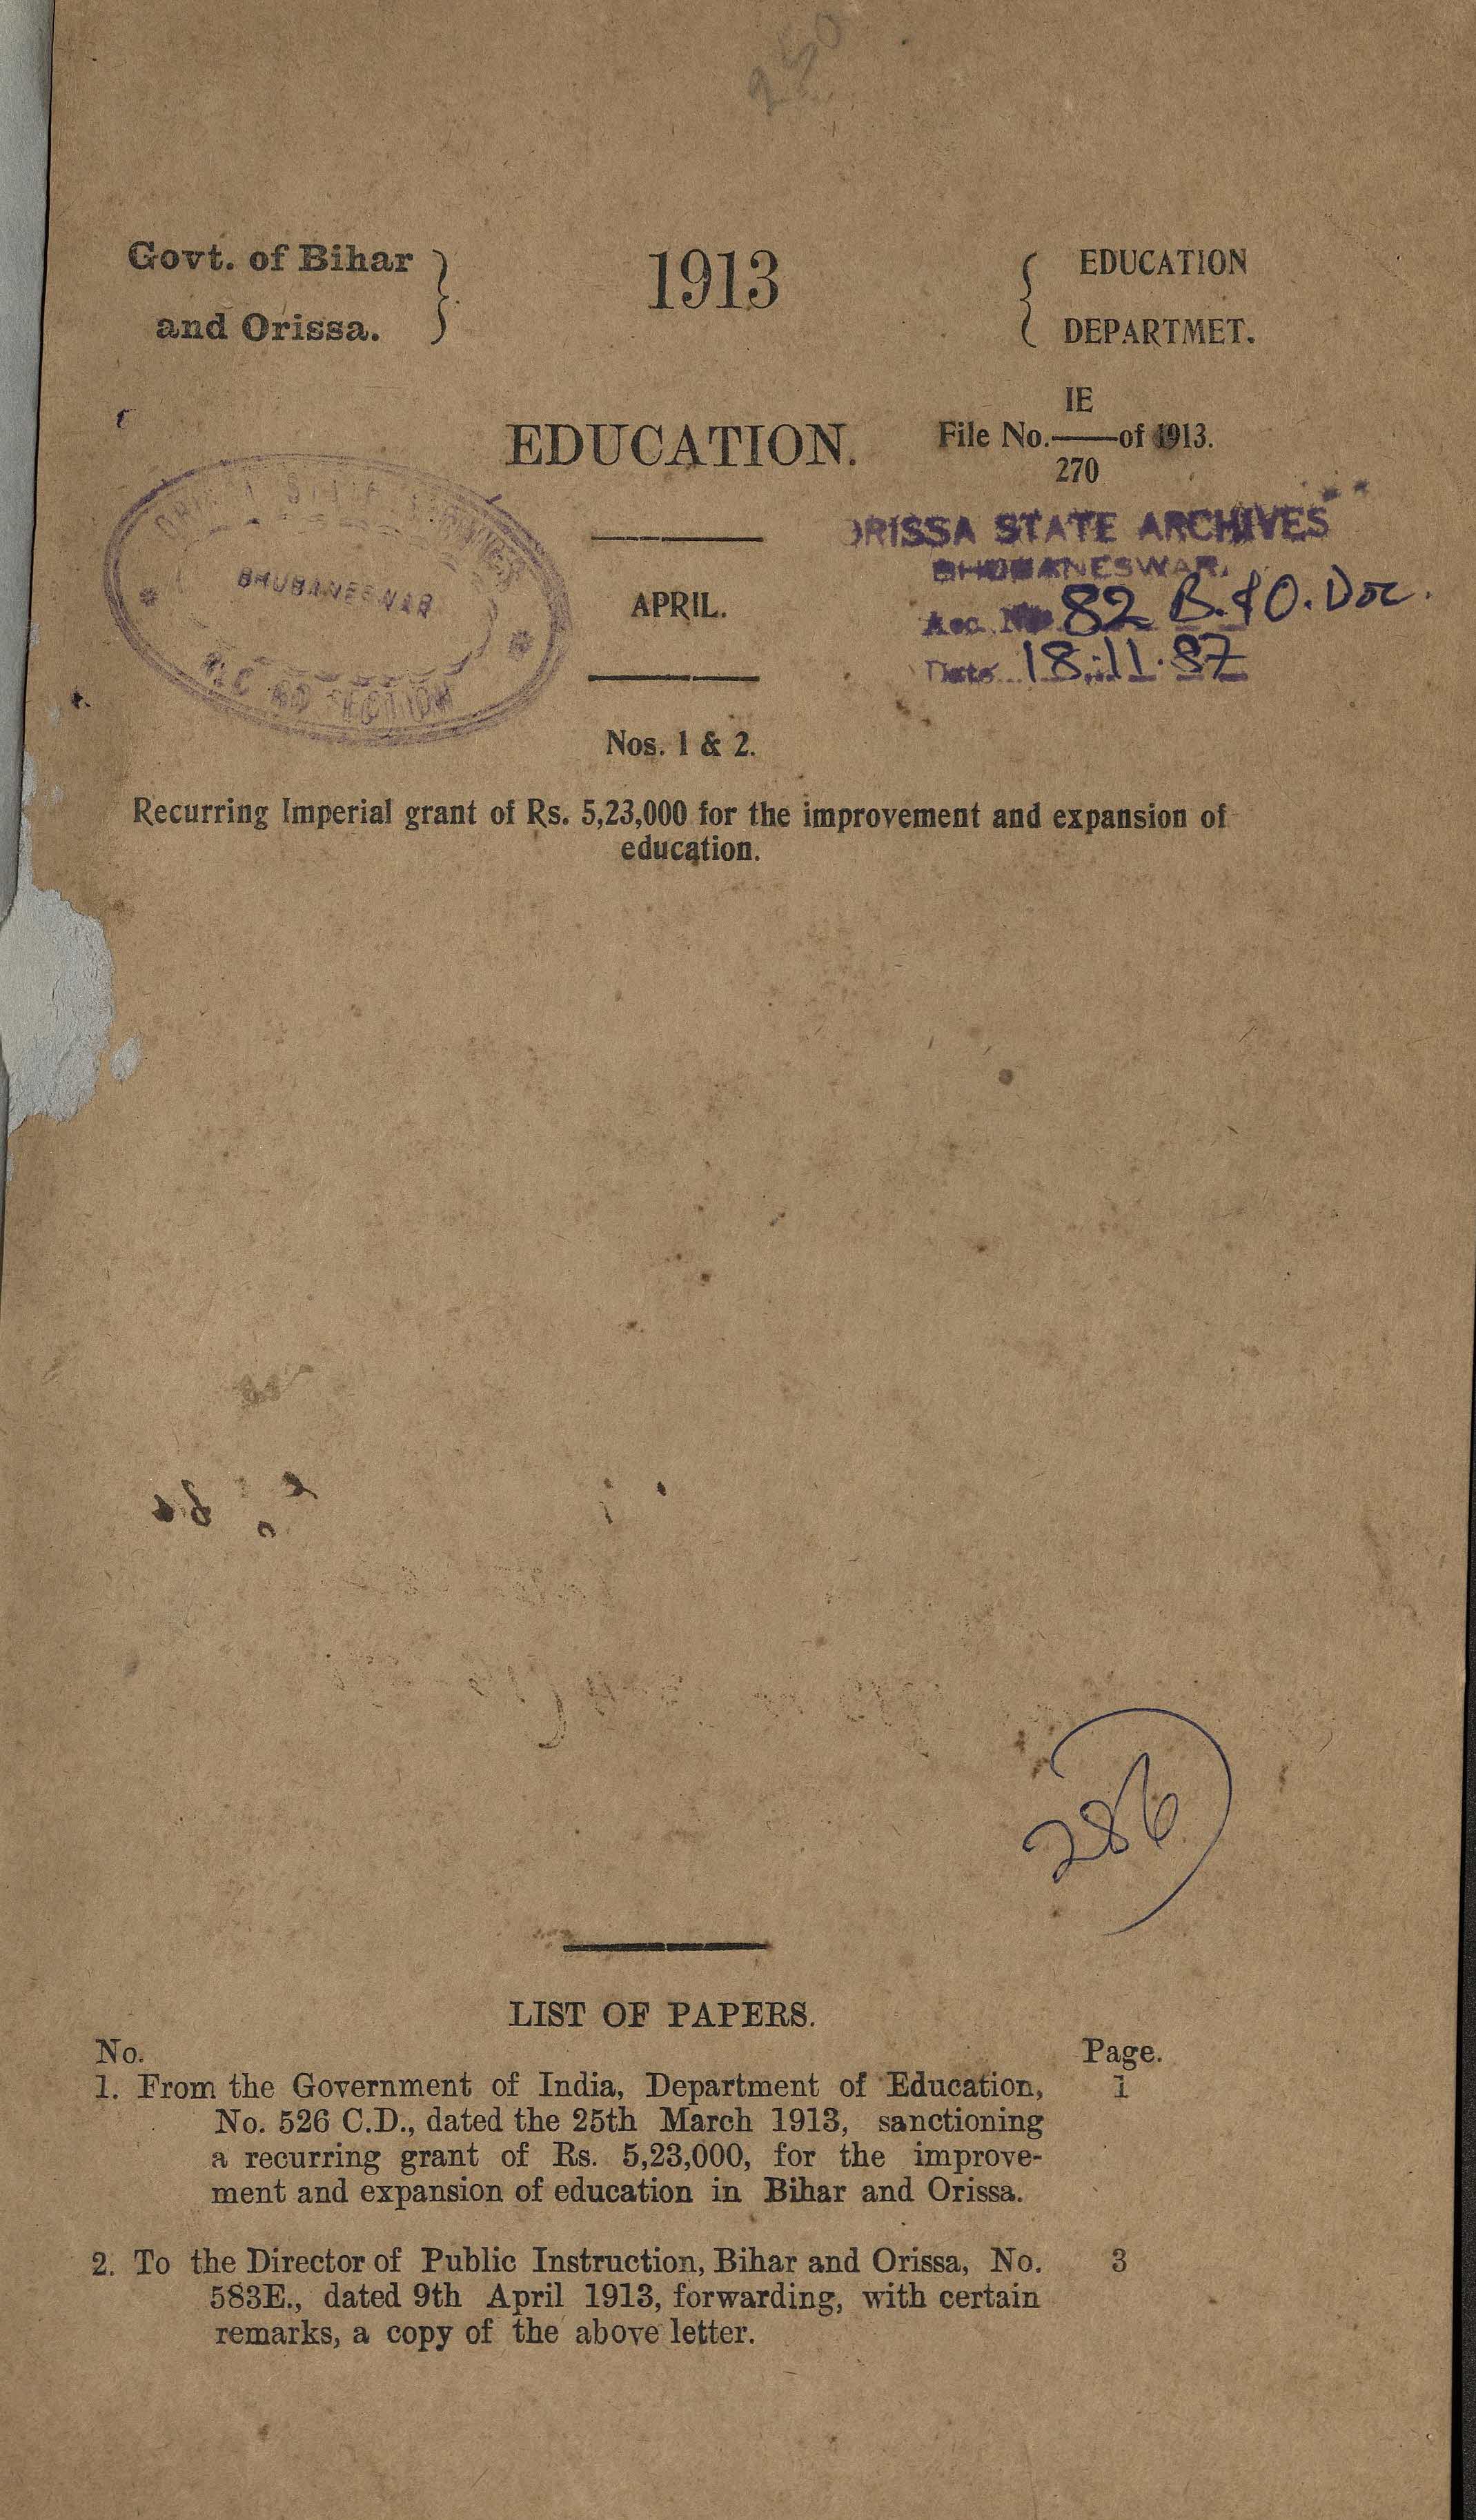 250
Govt. of Bihar
and Orissa.
1913
EDUCATION
DEPARTMET.
EDUCATION.
IE
File No.——of 1913.
270
ORISSA STATE ARCHIVES
BHUBANESWAR
RECORD SECTION
ORISSA STATE ARCHIVES
BHUBANESWAR.
Acc. No 82 B.&O. Doc.
Date 18.11.87
APRIL.
Nos. 1 & 2.
Recurring Imperial grant of Rs. 5,23,000 for the improvement and expansion of
education.
286
LIST OF PAPERS.
No. Page.
1. From the Government of India, Department of Education, 1
No. 526 C.D., dated the 25th March 1913, sanctioning
a recurring grant of Rs. 5,23,000, for the improve-
ment and expansion of education in Bihar and Orissa.
2. To the Director of Public Instruction, Bihar and Orissa, No. 3
583E., dated 9th April 1913, forwarding, with certain
remarks, a copy of the above letter.